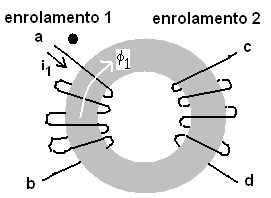 enrolamento 1
enrolamento 2
a
c
i1
ϕ1
b
d